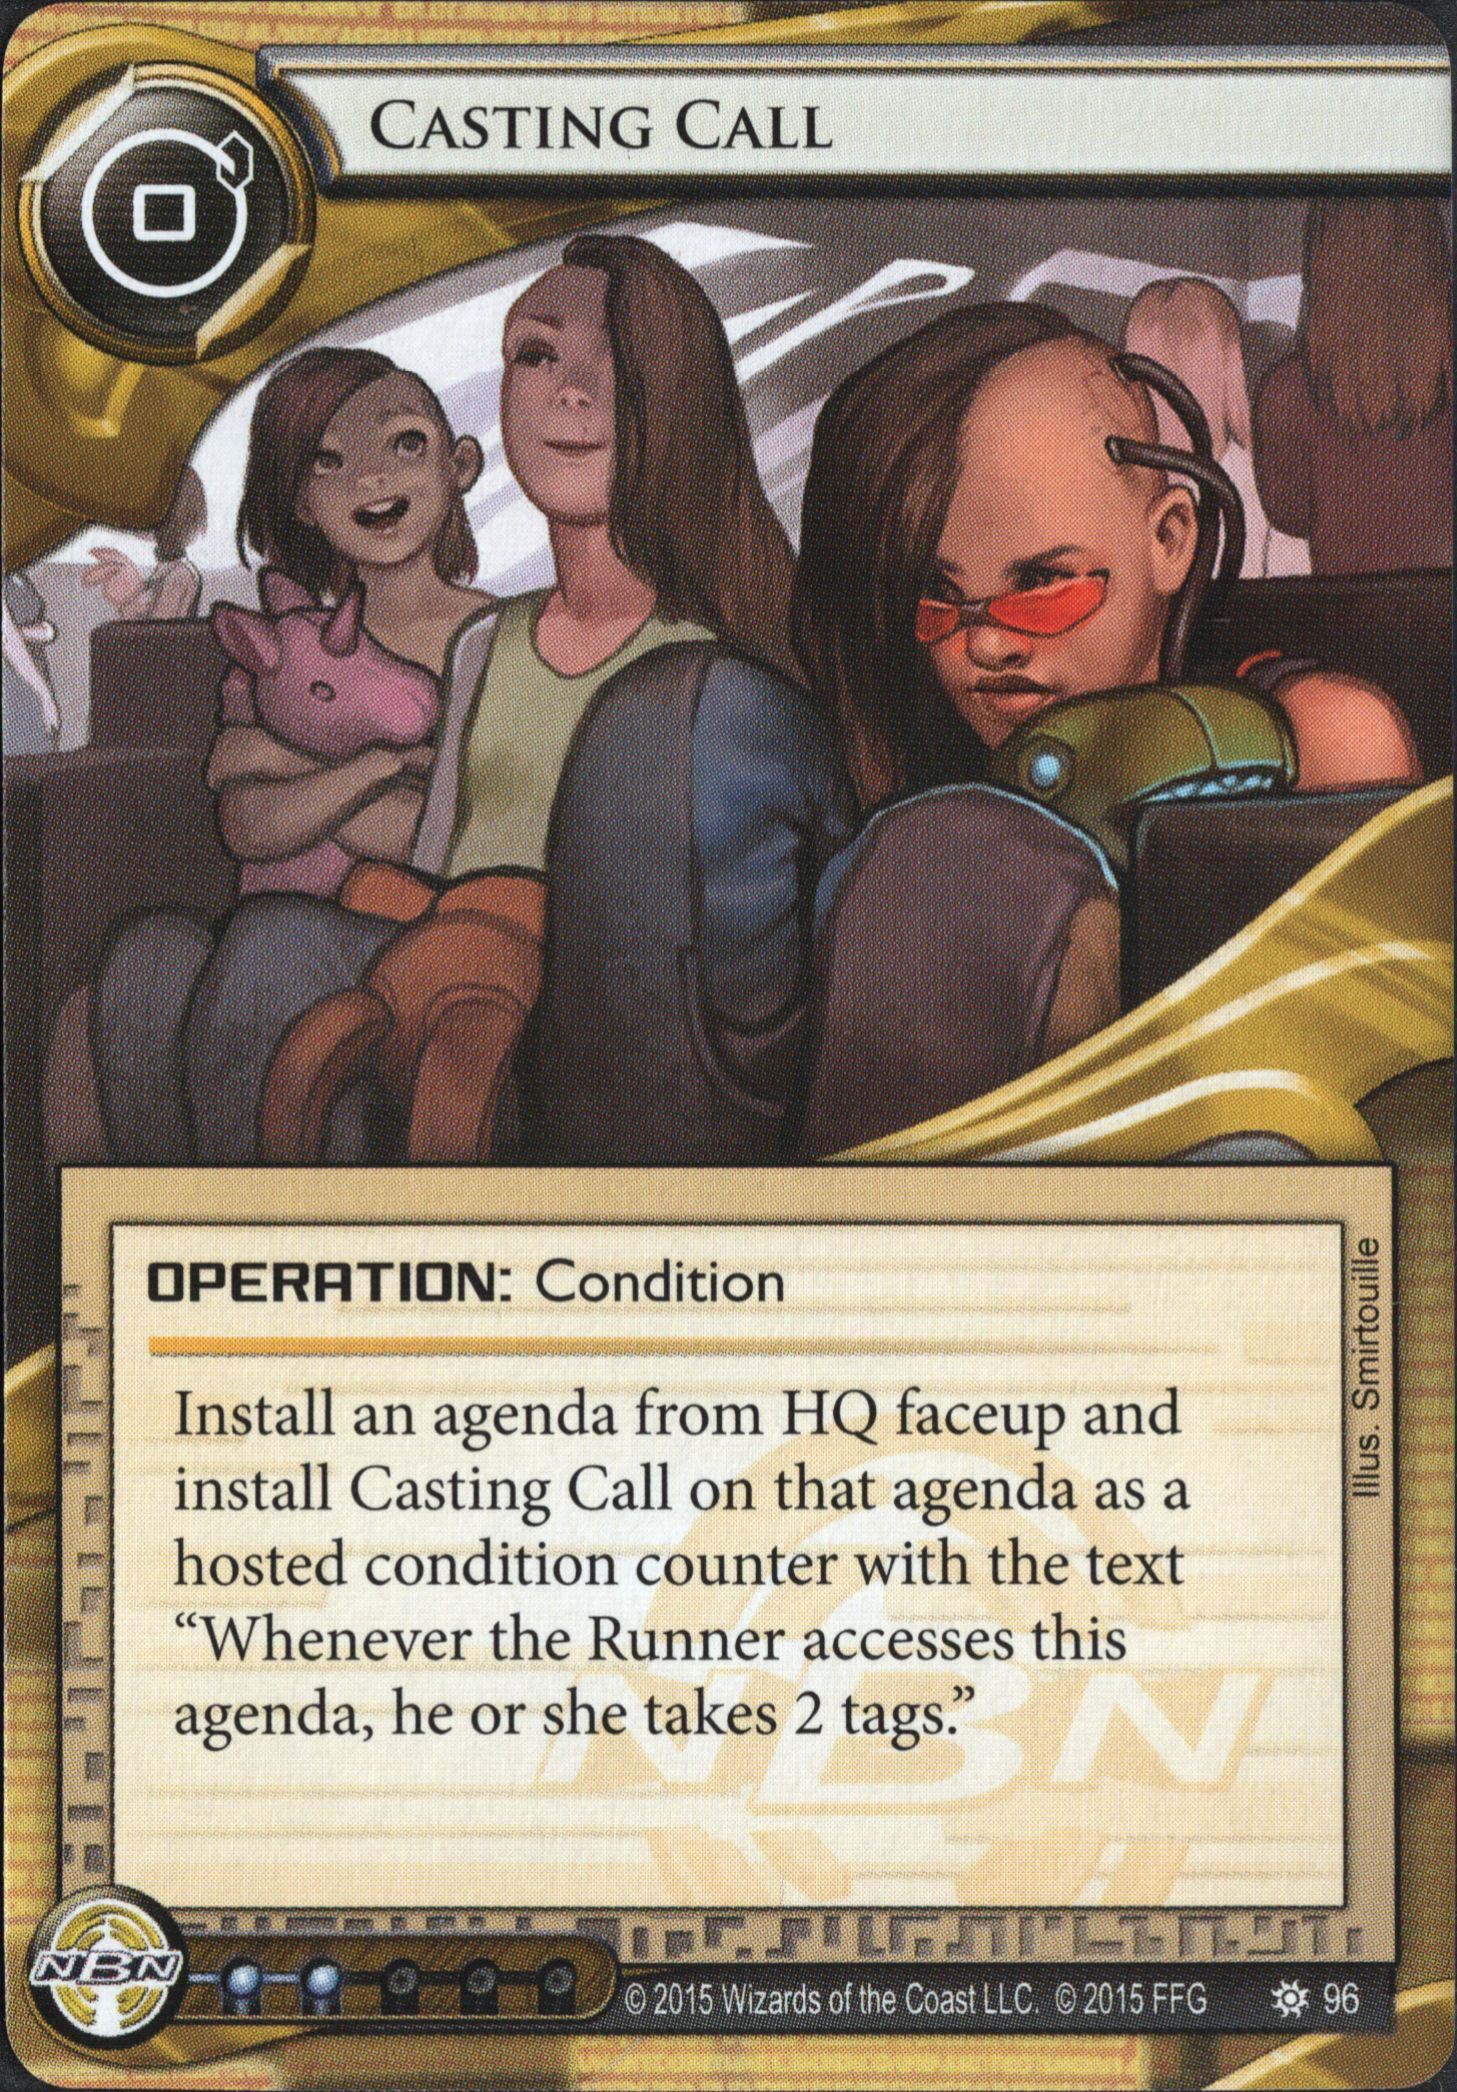 0
CASTING CALL
OPERATION: Condition
Install an agenda from HQ faceup and
install Casting Call on that agenda as a
hosted condition counter with the text
“Whenever the Runner accesses this
agenda, he or she takes 2 tags.”
NBN
Illus. Smirtouille
NBN
© 2015 Wizards of the Coast LLC. © 2015 FFG 96